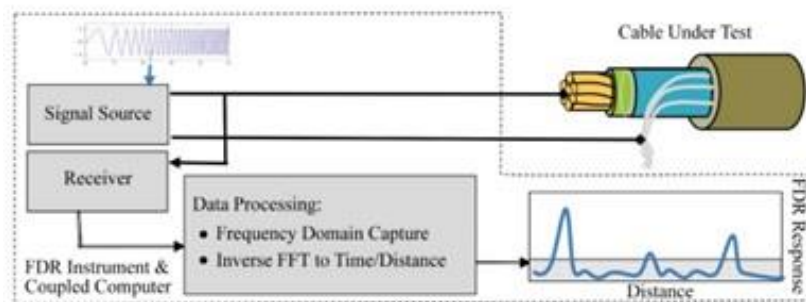 Cable Under Test
Signal Source
Receiver
Data Processing:
● Frequency Domain Capture
● Inverse FFT to Time/Distance
FDR Instrument &
Coupled Computer
Distance
FDR Response